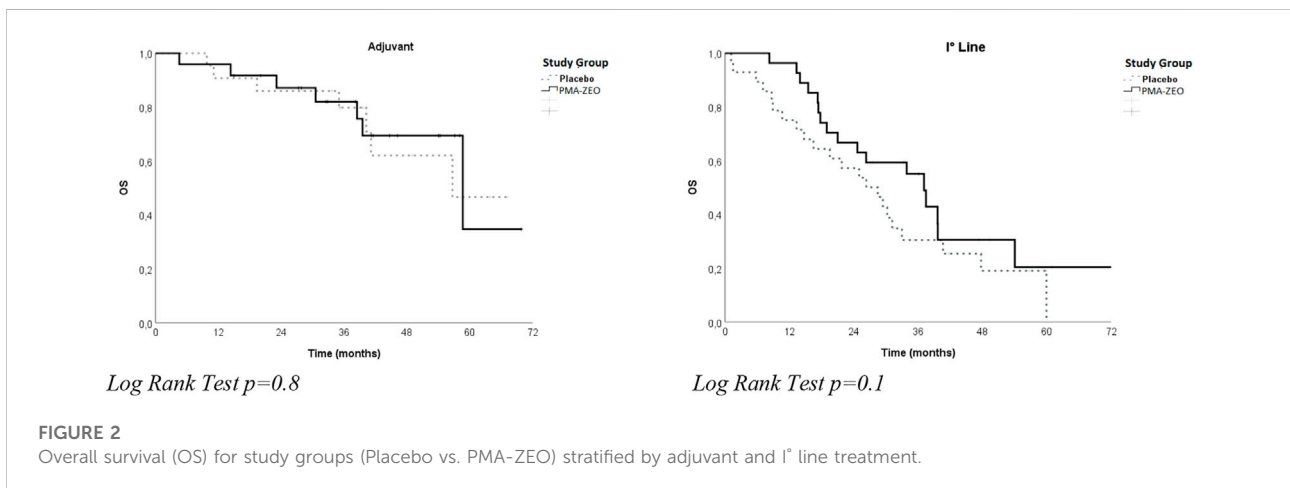 Adjuvant
Study Group
Placebo
PMA-ZEO
1,0
0,8
0,6
0,4
0,2
0,0
OS
0 12 24 36 48 60 72
Time (months)
Log Rank Test p=0.8
I° Line
Study Group
Placebo
PMA-ZEO
1,0
0,8
0,6
0,4
0,2
0,0
OS
0 12 24 36 48 60 72
Time (months)
Log Rank Test p=0.1
FIGURE 2
Overall survival (OS) for study groups (Placebo vs. PMA-ZEO) stratified by adjuvant and I° line treatment.